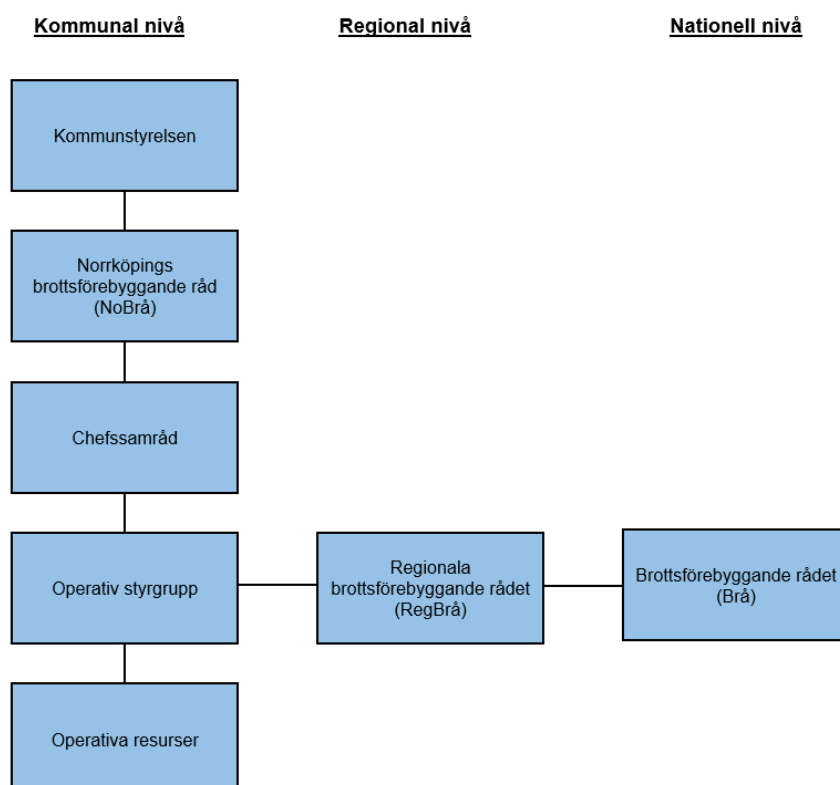 Kommunal nivå
Regional nivå
Nationell nivå
Kommunstyrelsen
Norrköpings
brottsförebyggande råd
(NoBrå)
Chefssamråd
Operativ styrgrupp
Regionala
brottsförebyggande rådet
(RegBrå)
Brottsförebyggande rådet
(Brå)
Operativa resurser